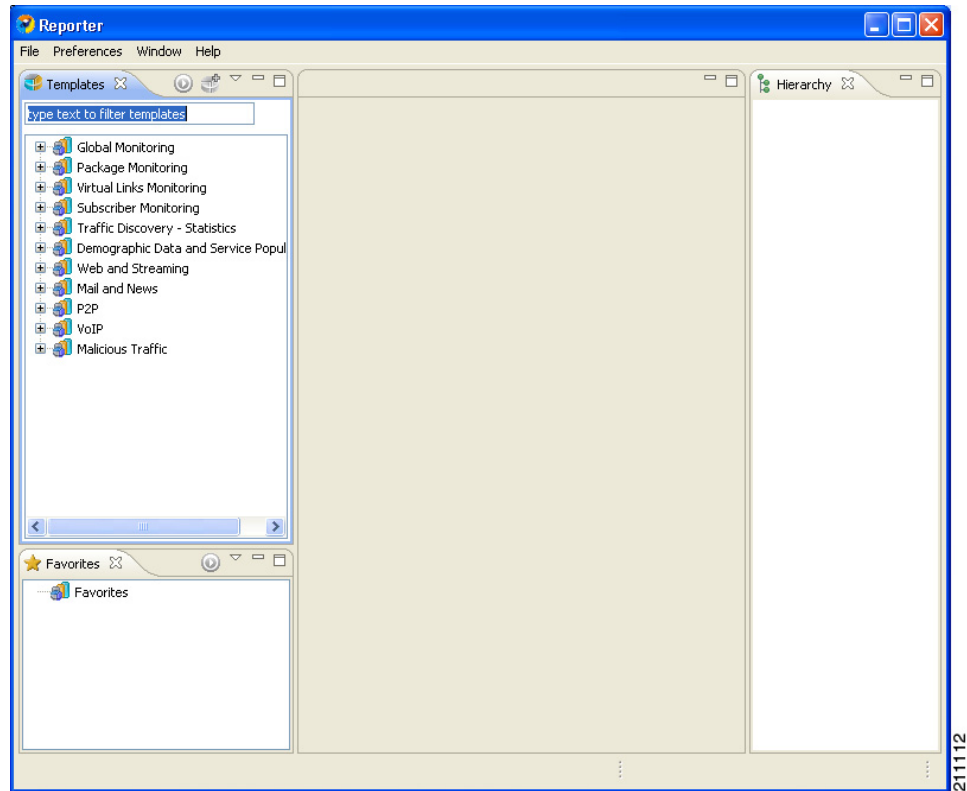 Reporter
File Preferences Window Help
Templates
type text to filter templates
Global Monitoring
Package Monitoring
Virtual Links Monitoring
Subscriber Monitoring
Traffic Discovery - Statistics
Demographic Data and Service Popul
Web and Streaming
Mail and News
P2P
VoIP
Malicious Traffic
Favorites
Favorites
Hierarchy
211112